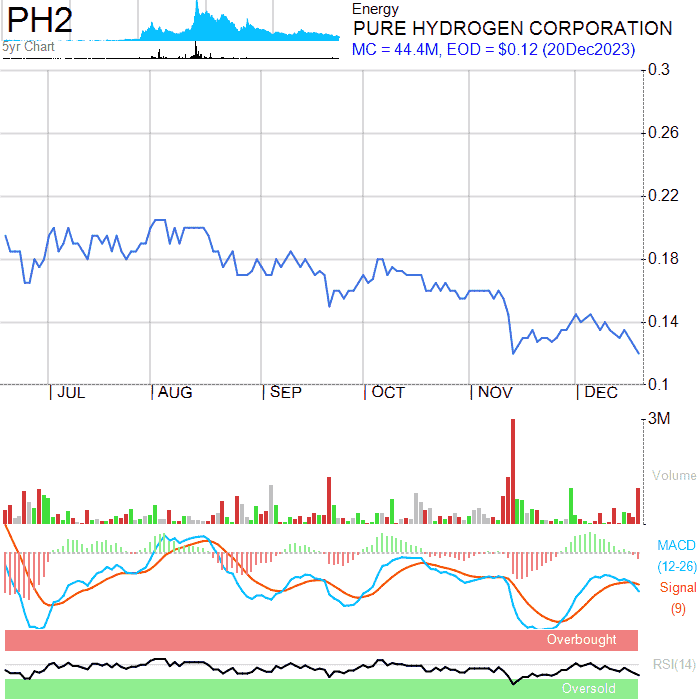 PH2
5yr Chart
Energy
PURE HYDROGEN CORPORATION
MC = 44.4M, EOD = $0.12 (20Dec2023)
0.3
0.26
0.22
0.18
0.14
0.1
JUL AUG SEP OCT NOV DEC
3M
Volume
MACD
(12-26)
Signal
(9)
Overbought
RSI(14)
Oversold